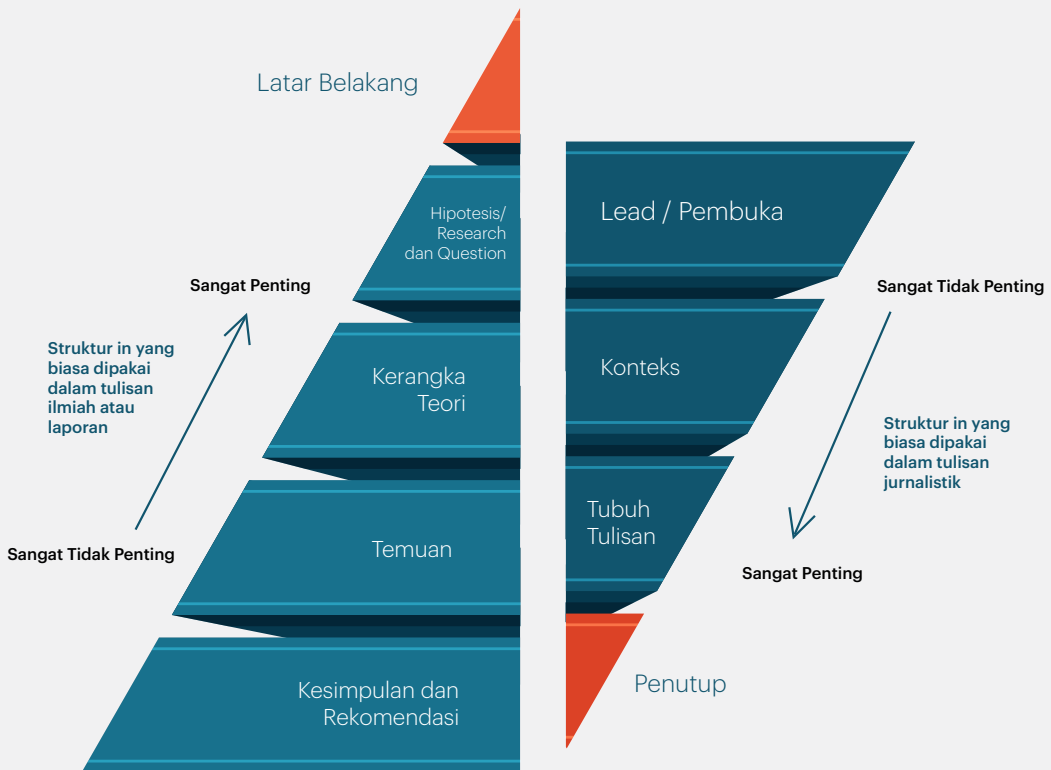 Latar Belakang
Hipotesis/
Research
dan Question
Sangat Penting
Struktur in yang
biasa dipakai
dalam tulisan
ilmiah atau
laporan
Kerangka
Teori
Sangat Tidak Penting
Temuan
Kesimpulan dan
Rekomendasi
Lead / Pembuka
Sangat Tidak Penting
Konteks
Struktur in yang
biasa dipakai
dalam tulisan
jurnalistik
Tubuh
Tulisan
Sangat Penting
Penutup